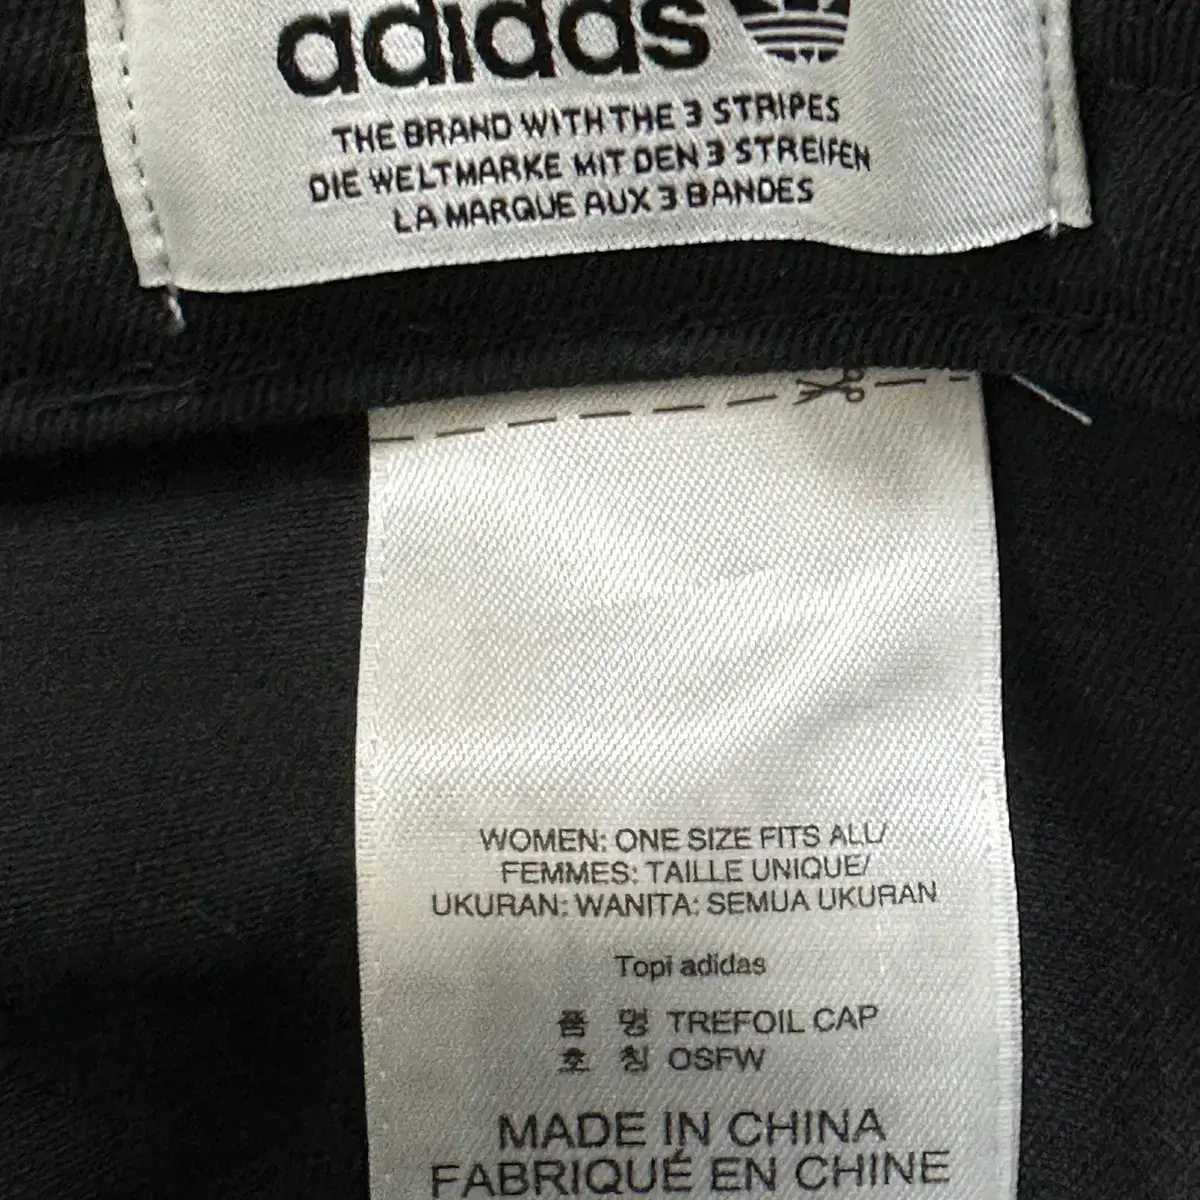 adidas
THE BRAND WITH THE 3 STRIPES
DIE WELTMARKE MIT DEN 3 STREIFEN
LA MARQUE AUX 3 BANDES
WOMEN: ONE SIZE FITS ALL/
FEMMES: TAILLE UNIQUE/
UKURAN: WANITA: SEMUA UKURAN
Topi adidas
품 명 TREFOIL CAP
호 칭 OSFW
MADE IN CHINA
FABRIQUÉ EN CHINE